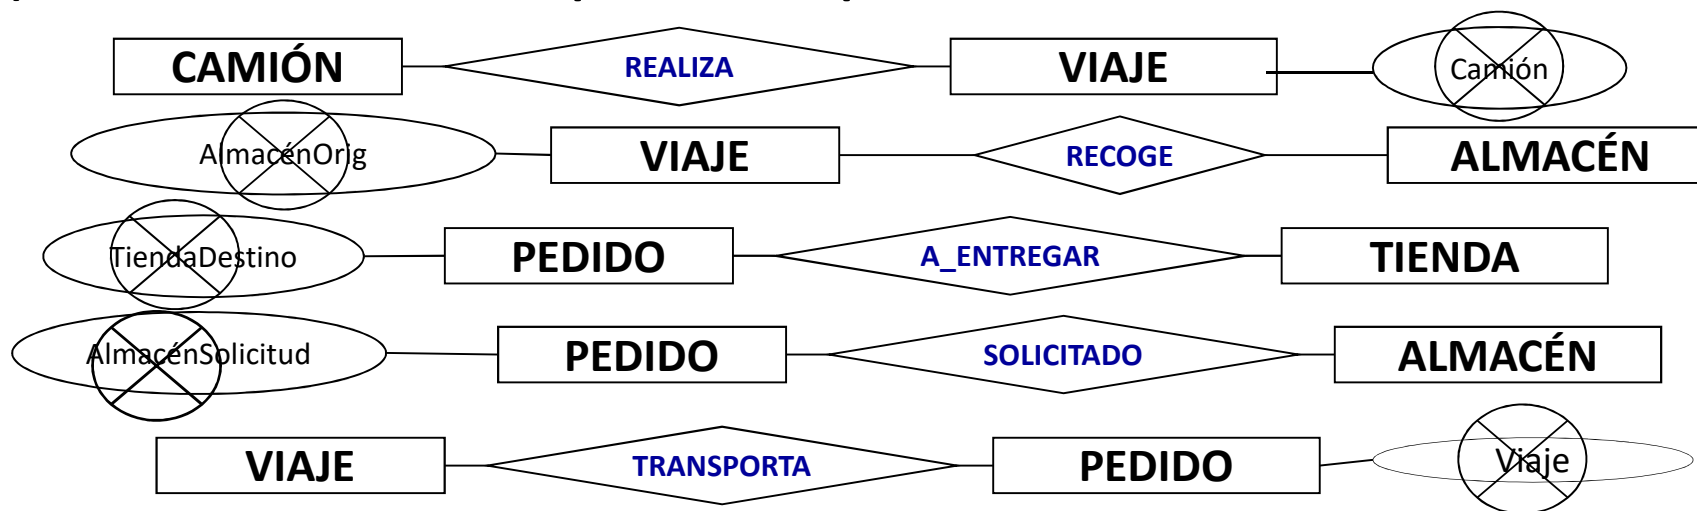 CAMIÓN REALIZA VIAJE Camión
AlmacénOrig VIAJE RECOGE ALMACÉN
TiendaDestino PEDIDO A_ENTREGAR TIENDA
AlmacénSolicitud PEDIDO SOLICITADO ALMACÉN
VIAJE TRANSPORTA PEDIDO Viaje